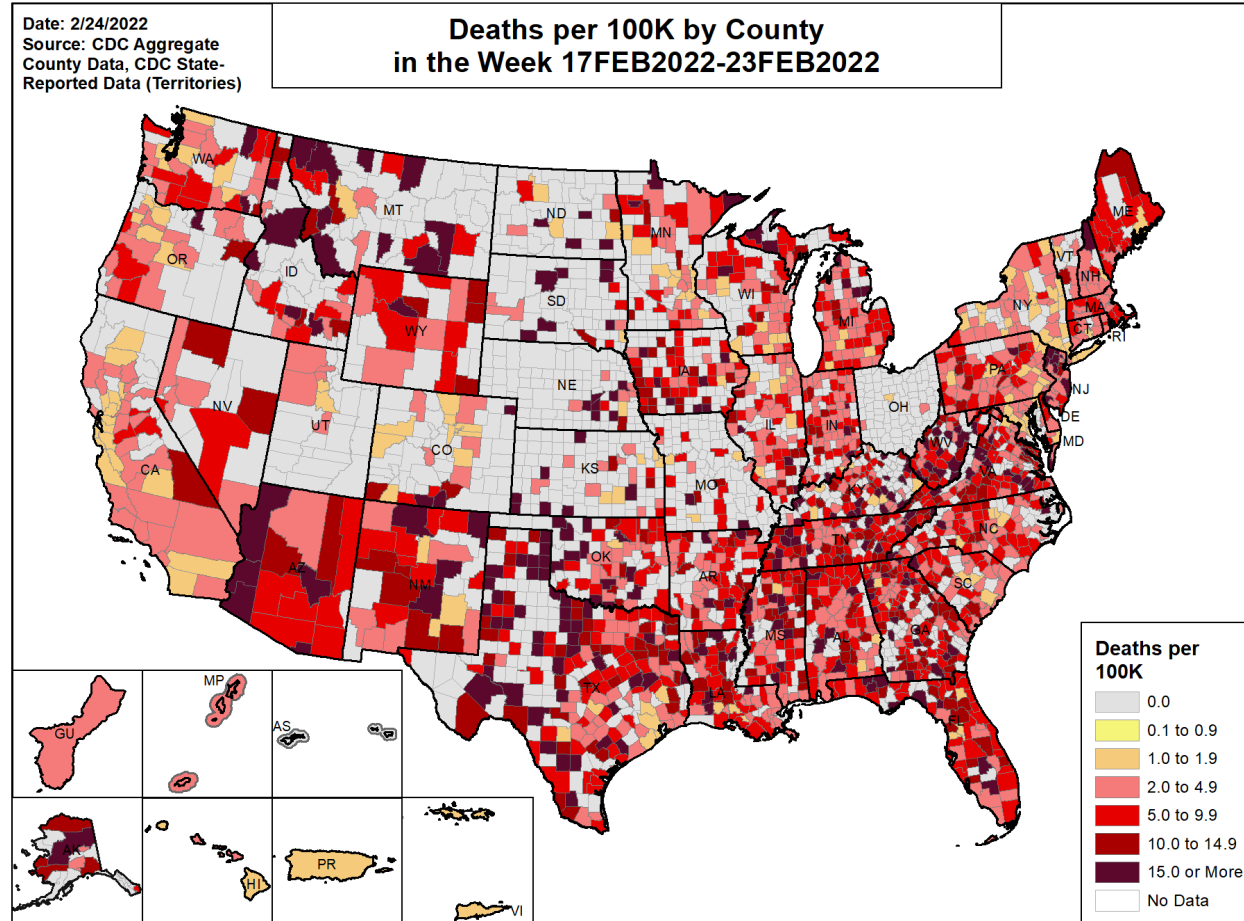 Date: 2/24/2022
Source: CDC Aggregate
County Data, CDC State-
Reported Data (Territories)
Deaths per 100K by County
in the Week 17FEB2022-23FEB2022
WA
MT
ND
MN
ME
OR
ID
SD
WI
MI
VT
NH
NY
MA
CT
RI
WY
NE
IA
PA
NJ
NV
UT
CO
IL
IN
OH
DE
MD
CA
KS
MO
KY
WV
VA
AZ
NM
OK
AR
TN
NC
SC
MS
AL
GA
TX
LA
FL
GU
MP
AS
AK
HI
PR
VI
Deaths per
100K
0.0
0.1 to 0.9
1.0 to 1.9
2.0 to 4.9
5.0 to 9.9
10.0 to 14.9
15.0 or More
No Data